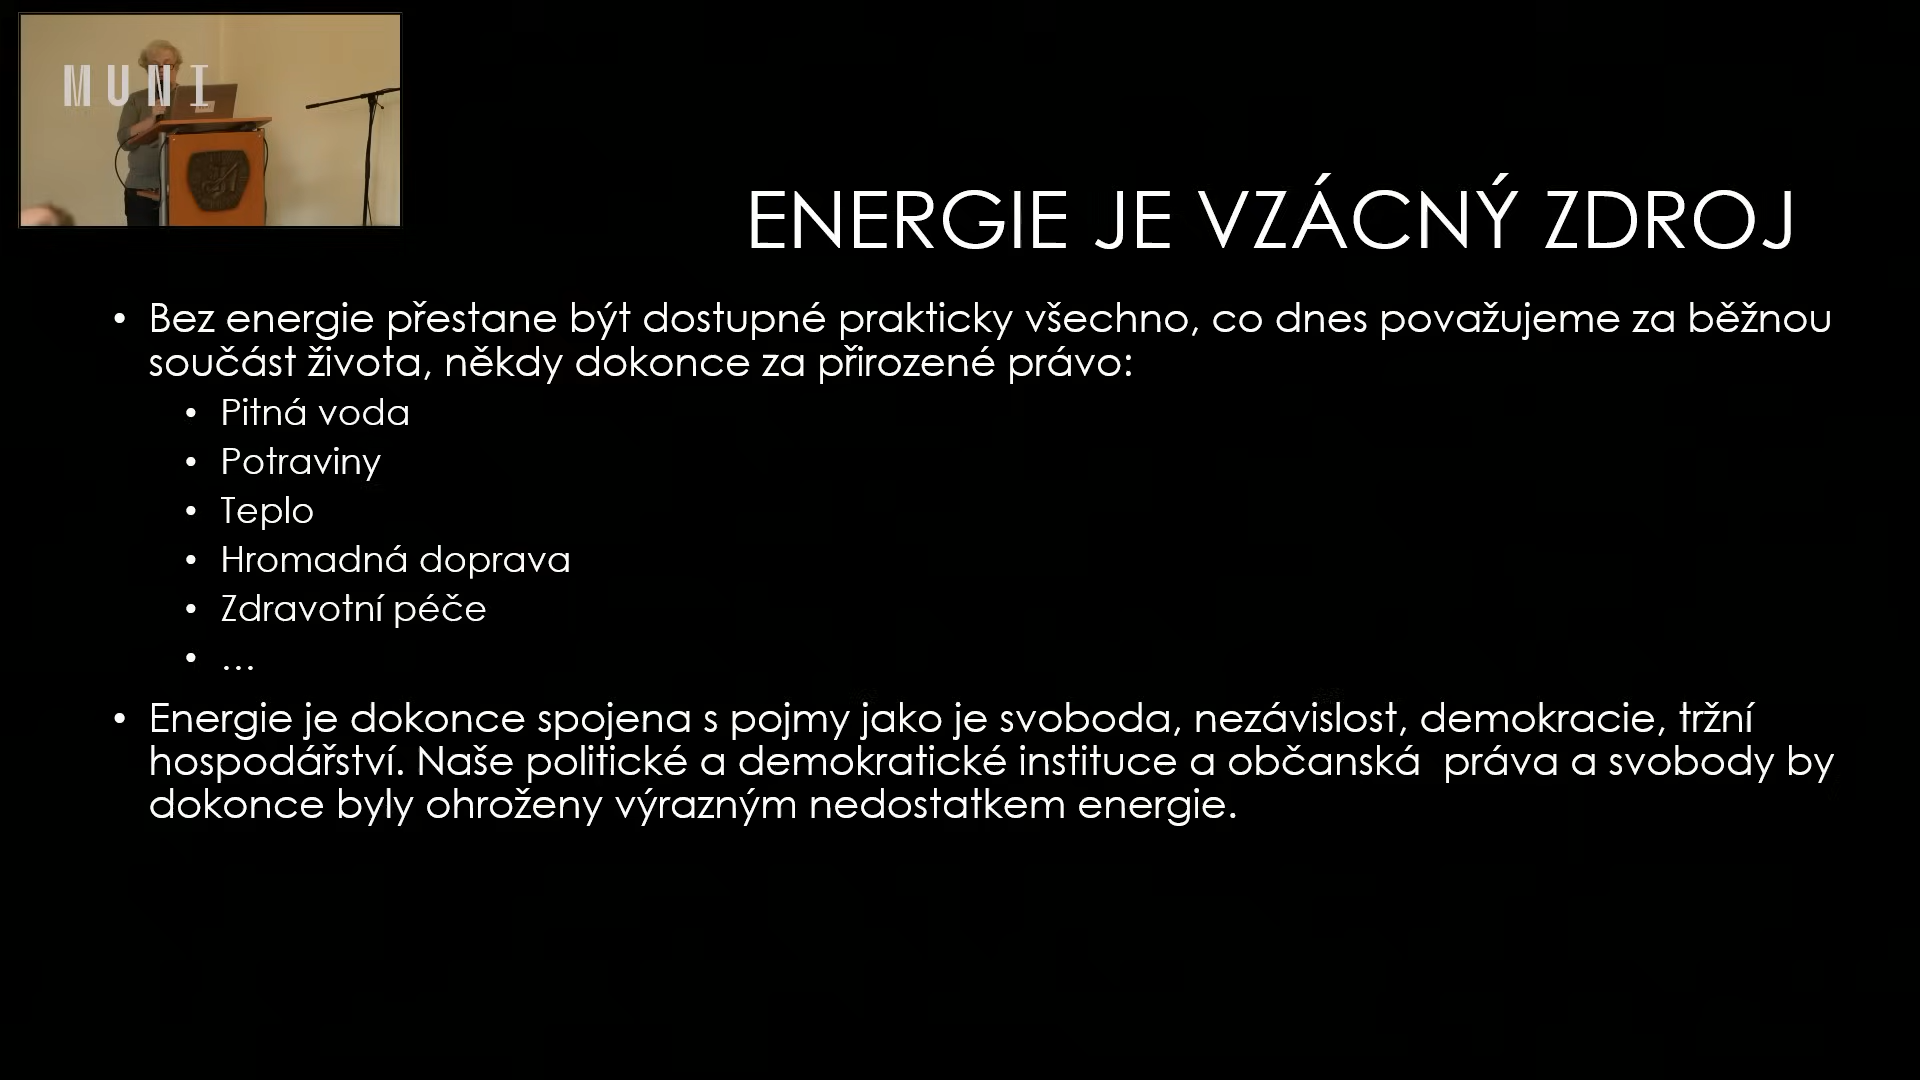 MUNI
ENERGIE JE VZÁCNÝ ZDROJ
• Bez energie přestane být dostupné prakticky všechno, co dnes považujeme za běžnou
součást života, někdy dokonce za přirozené právo:
• Pitná voda
• Potraviny
• Teplo
• Hromadná doprava
• Zdravotní péče
• …
• Energie je dokonce spojena s pojmy jako je svoboda, nezávislost, demokracie, tržní
hospodářství. Naše politické a demokratické instituce a občanská  práva a svobody by
dokonce byly ohroženy výrazným nedostatkem energie.